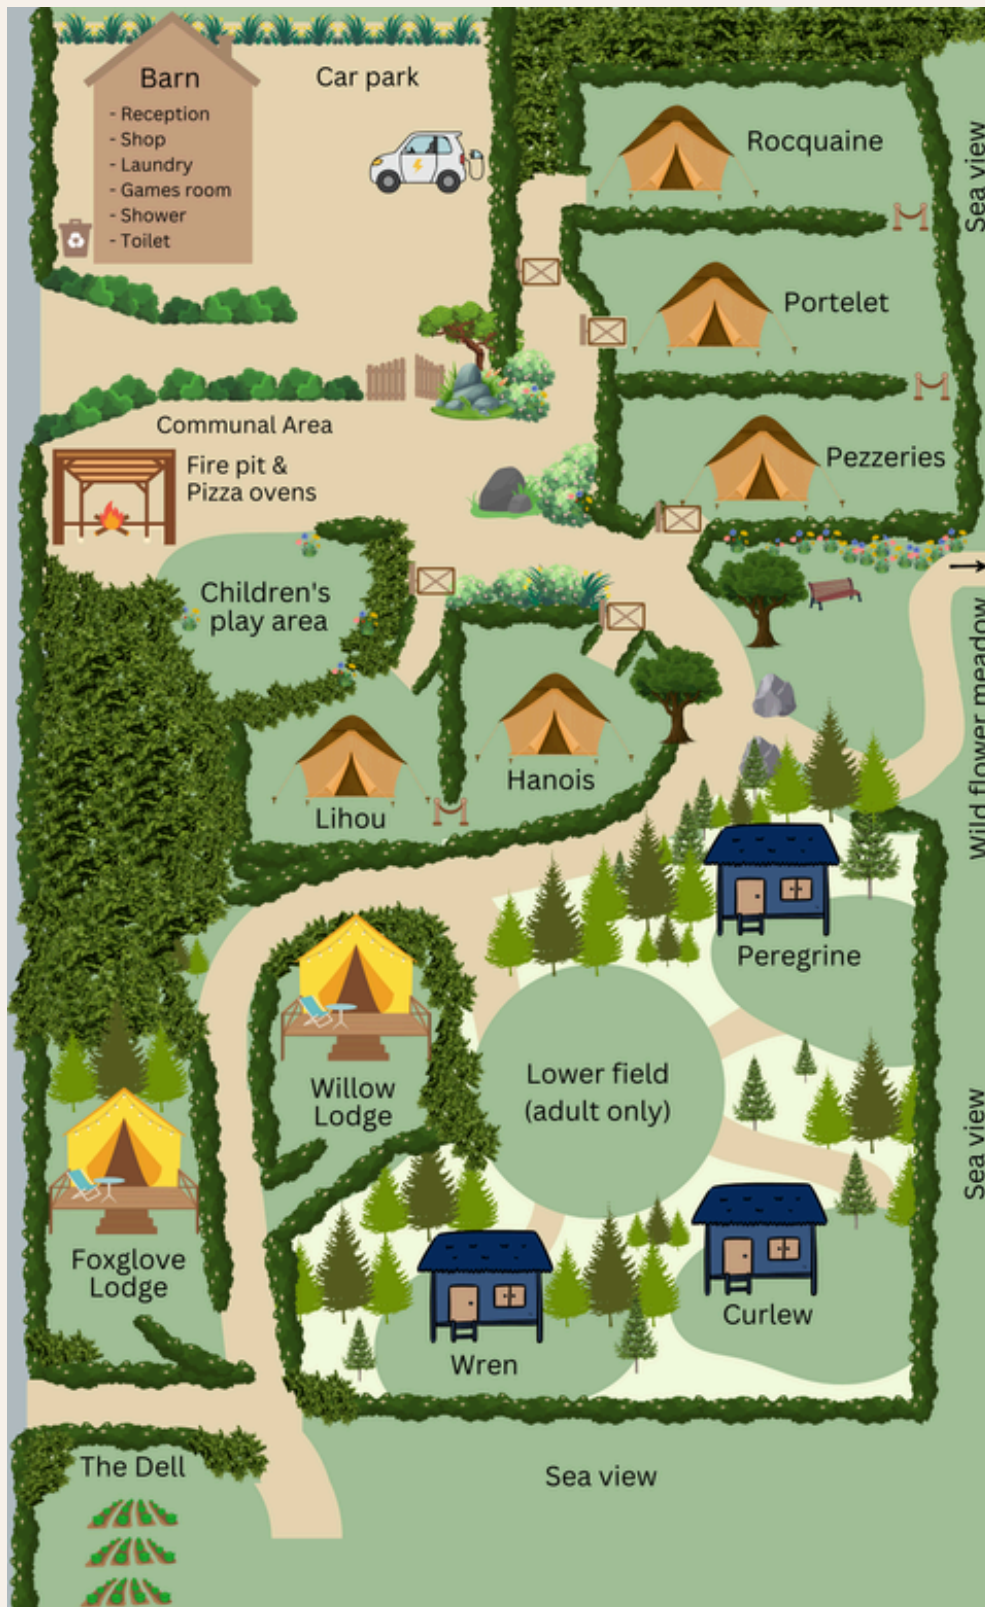 Barn
- Reception
- Shop
- Laundry
- Games room
- Shower
- Toilet
Car park
Rocquaine
Sea view
Portelet
Communal Area
Fire pit &
Pizza ovens
Pezzeries
Children's
play area
Wild flower meadow
Lihou
Hanois
Peregrine
Willow
Lodge
Lower field
(adult only)
Sea view
Foxglove
Lodge
Wren
Curlew
The Dell
Sea view